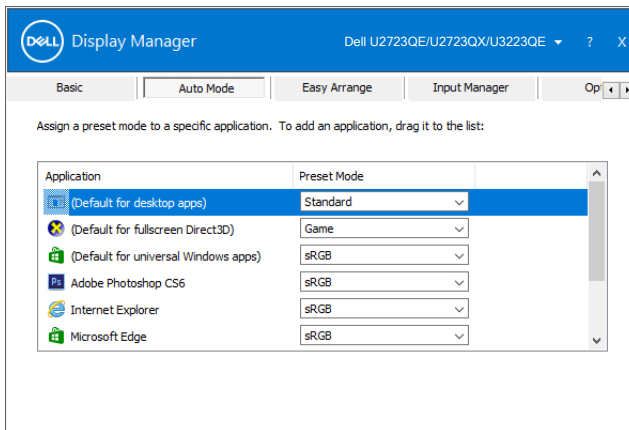 DELL Display Manager Dell U2723QE/U2723QX/U3223QE ? X
Basic Auto Mode Easy Arrange Input Manager Op
Assign a preset mode to a specific application. To add an application, drag it to the list:
Application Preset Mode
(Default for desktop apps) Standard
(Default for fullscreen Direct3D) Game
(Default for universal Windows apps) sRGB
Ps Adobe Photoshop CS6 sRGB
Internet Explorer sRGB
Microsoft Edge sRGB